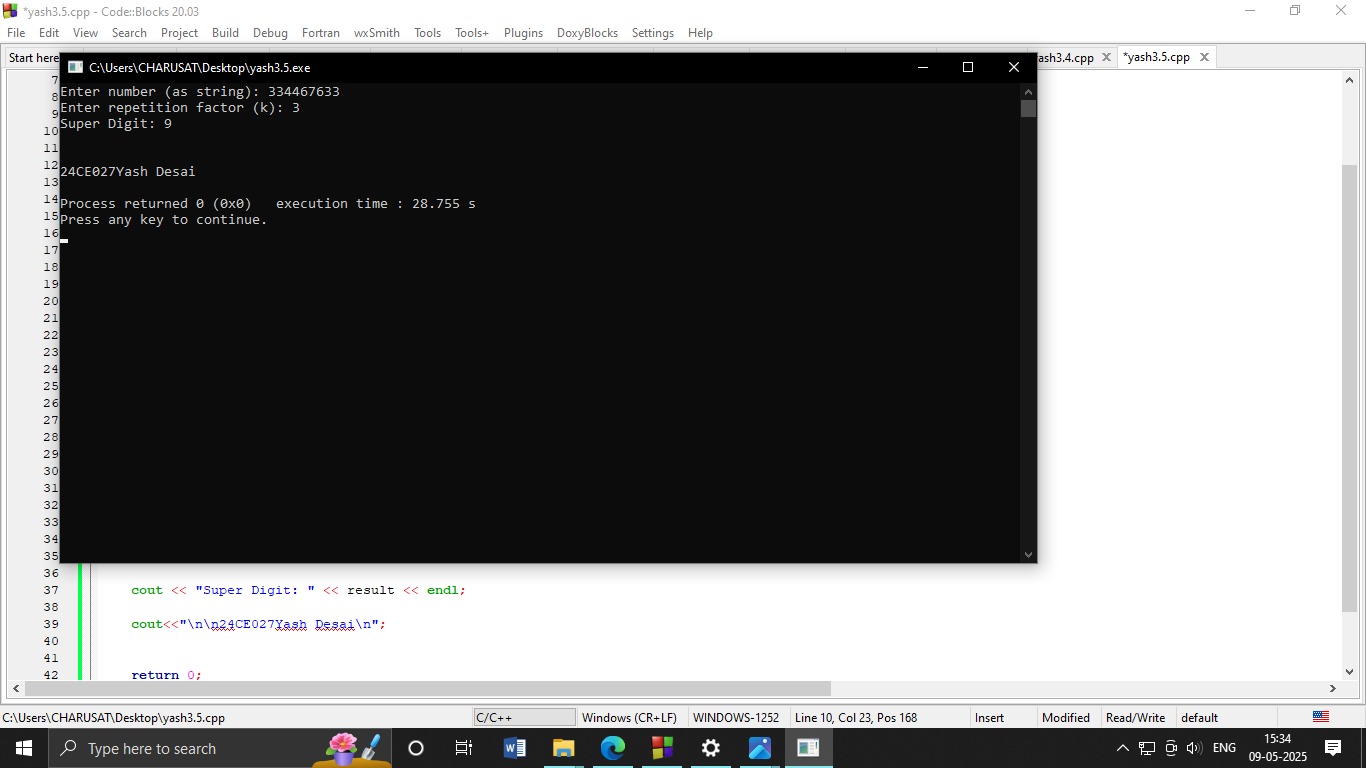 *yash3.5.cpp - Code::Blocks 20.03
File Edit View Search Project Build Debug Fortran wxSmith Tools Tools+ Plugins DoxyBlocks Settings Help
Start here
ash3.4.cpp
*yash3.5.cpp
C:\Users\CHARUSAT\Desktop\yash3.5.exe
Enter number (as string): 334467633
Enter repetition factor (k): 3
Super Digit: 9
24CE027Yash Desai
Process returned 0 (0x0)   execution time : 28.755 s
Press any key to continue.
7
8
9
10
11
12
13
14
15
16
17
18
19
20
21
22
23
24
25
26
27
28
29
30
31
32
33
34
35
36
37 cout << "Super Digit: " << result << endl;
38
39 cout<<"\n\n24CE027Yash Desai\n";
40
41
42 return 0;
C:\Users\CHARUSAT\Desktop\yash3.5.cpp C/C++ Windows (CR+LF) WINDOWS-1252 Line 10, Col 23, Pos 168 Insert Modified Read/Write default
Type here to search
ENG
15:34
09-05-2025